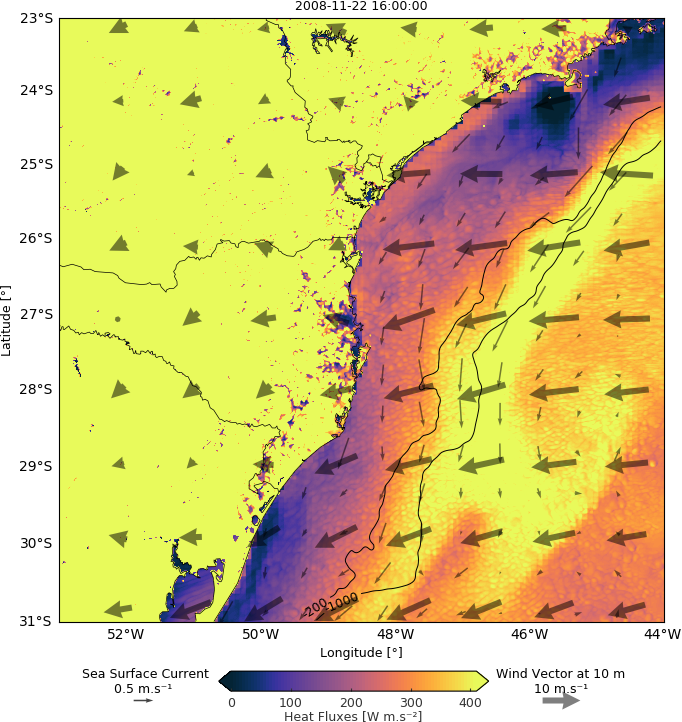 2008-11-22 16:00:00
23°S
24°S
25°S
26°S
27°S
28°S
29°S
30°S
31°S
Latitude [°]
200
1000
52°W
50°W
48°W
46°W
44°W
Longitude [°]
Sea Surface Current
0.5 m.s⁻¹
Wind Vector at 10 m
10 m.s⁻¹
0
100
200
300
400
Heat Fluxes [W m.s⁻²]